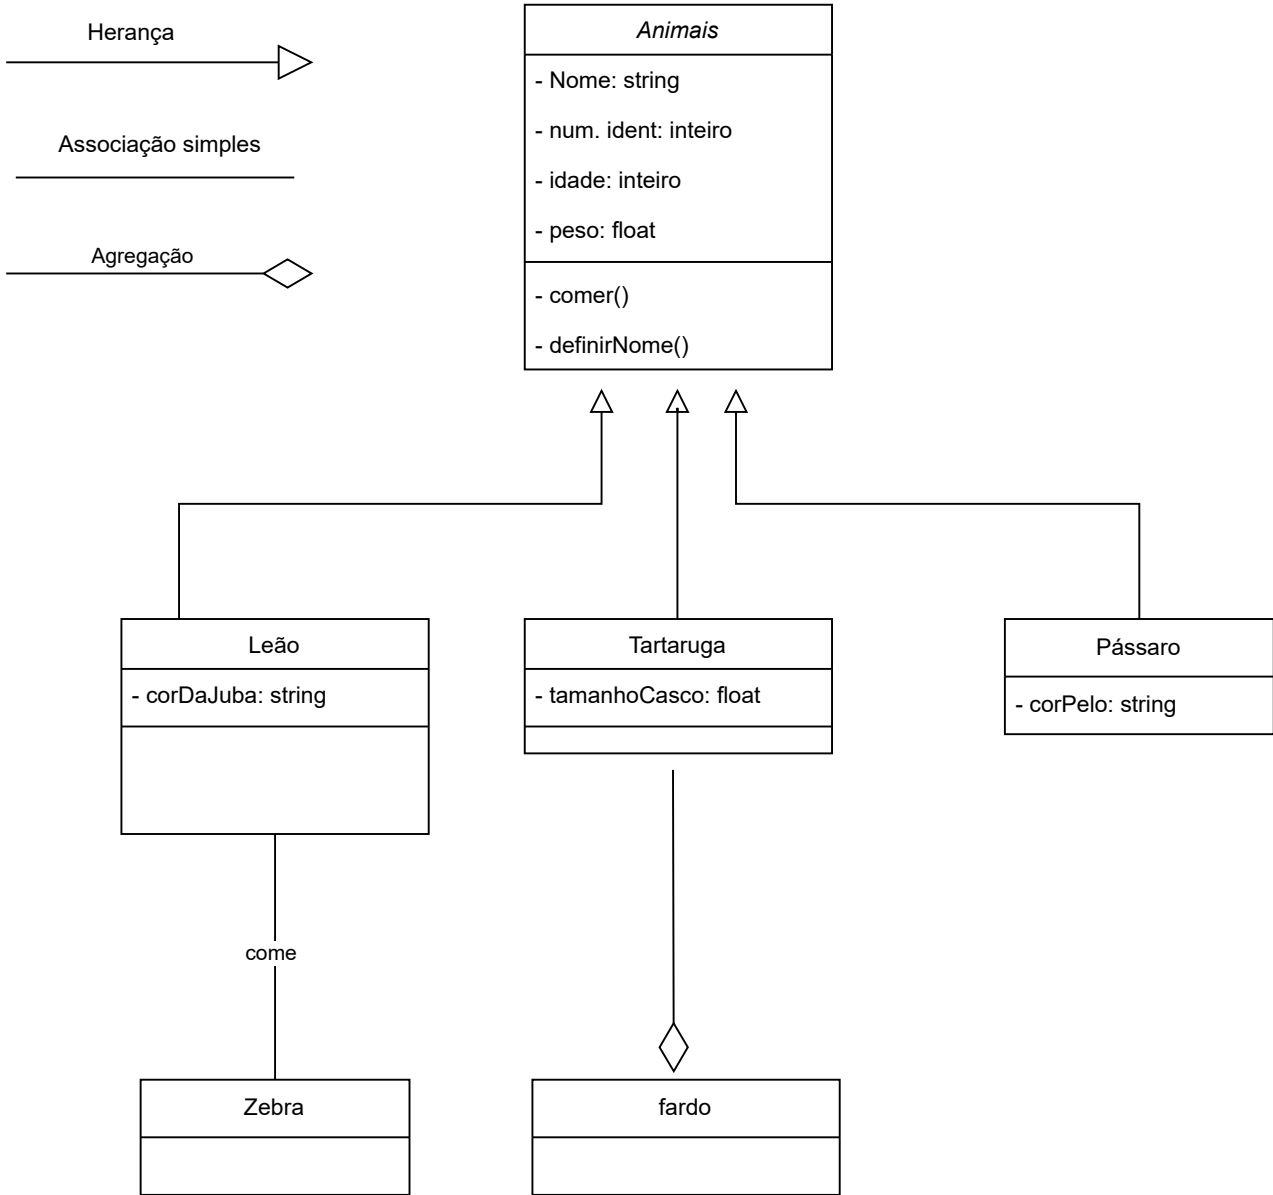 Herança
Associação simples
Agregação
Animais
- Nome: string
- num. ident: inteiro
- idade: inteiro
- peso: float
- comer()
- definirNome()
Leão
- corDaJuba: string
Tartaruga
- tamanhoCasco: float
Pássaro
- corPelo: string
come
Zebra
fardo